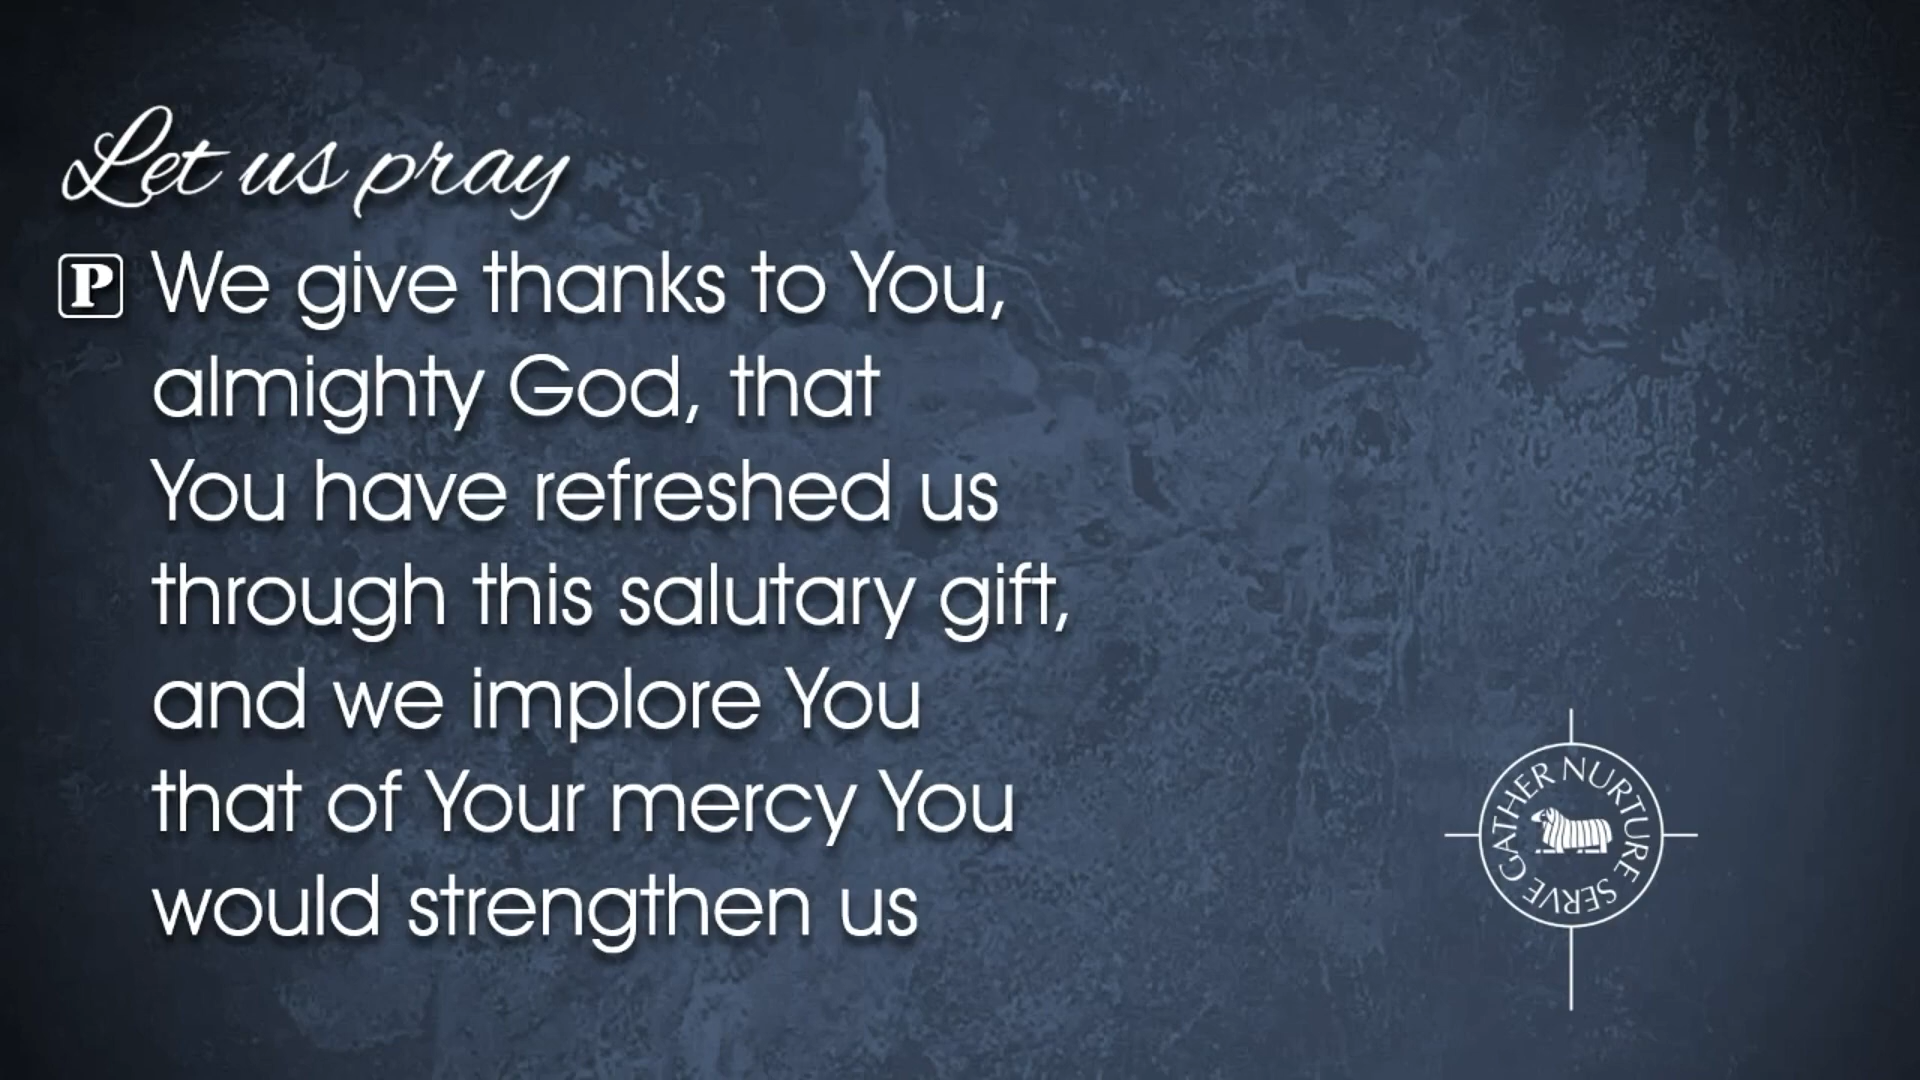 Let us pray
P We give thanks to You,
almighty God, that
You have refreshed us
through this salutary gift,
and we implore You
that of Your mercy You
would strengthen us
GATHER NURTURE SERVE